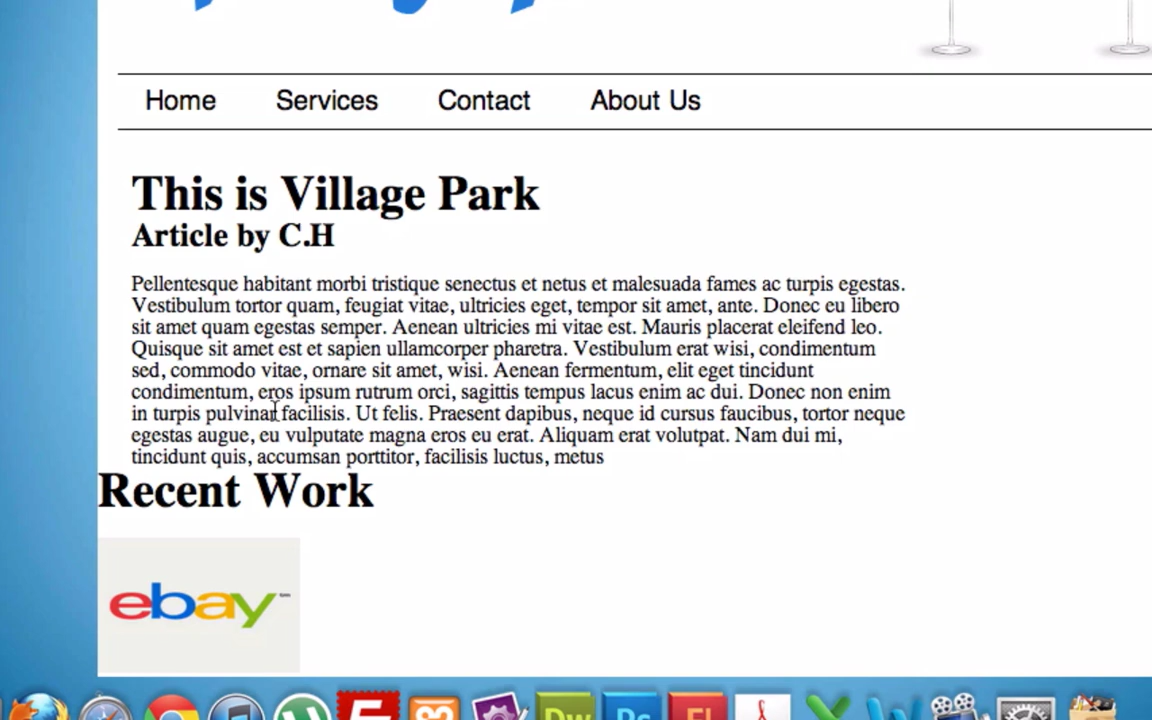 Home Services Contact About Us
This is Village Park
Article by C.H
Pellentesque habitant morbi tristique senectus et netus et malesuada fames ac turpis egestas.
Vestibulum tortor quam, feugiat vitae, ultricies eget, tempor sit amet, ante. Donec eu libero
sit amet quam egestas semper. Aenean ultricies mi vitae est. Mauris placerat eleifend leo.
Quisque sit amet est et sapien ullamcorper pharetra. Vestibulum erat wisi, condimentum
sed, commodo vitae, ornare sit amet, wisi. Aenean fermentum, elit eget tincidunt
condimentum, eros ipsum rutrum orci, sagittis tempus lacus enim ac dui. Donec non enim
in turpis pulvinar facilisis. Ut felis. Praesent dapibus, neque id cursus faucibus, tortor neque
egestas augue, eu vulputate magna eros eu erat. Aliquam erat volutpat. Nam dui mi,
tincidunt quis, accumsan porttitor, facilisis luctus, metus
Recent Work
ebay™
Dw Ps Fl